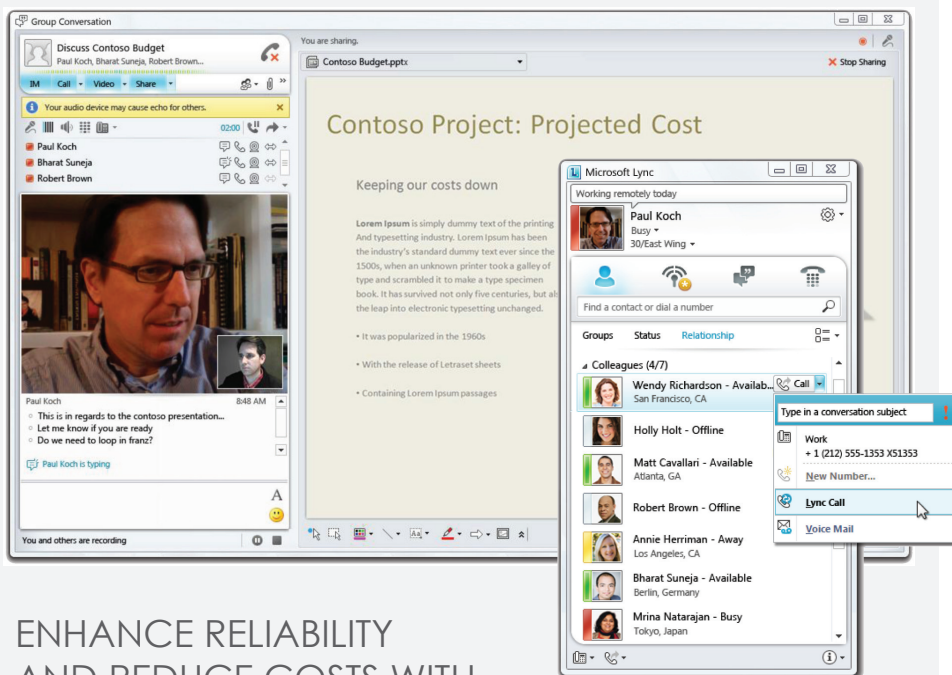 Group Conversation
Discuss Contoso Budget
Paul Koch, Bharat Suneja, Robert Brown...
IM Call Video Share
Your audio device may cause echo for others.
02:00
Paul Koch
Bharat Suneja
Robert Brown
Paul Koch 8:48 AM
This is in regards to the contoso presentation...
Let me know if you are ready
Do we need to loop in franz?
Paul Koch is typing
A
You and others are recording
You are sharing.
Contoso Budget.pptx
Stop Sharing
Contoso Project: Projected Cost
Keeping our costs down
Lorem Ipsum is simply dummy text of the printing
And typesetting industry. Lorem Ipsum has been
the industry's standard dummy text ever since the
1500s, when an unknown printer took a galley of
type and scrambled it to make a type specimen
book. It has survived not only five centuries, but als
the leap into electronic typesetting unchanged.
• It was popularized in the 1960s
• With the release of Letraset sheets
• Containing Lorem Ipsum passages
Microsoft Lync
Working remotely today
Paul Koch
Busy
30/East Wing
Find a contact or dial a number
Groups Status Relationship
Colleagues (4/7)
Wendy Richardson - Availab... Call
San Francisco, CA
Holly Holt - Offline
Matt Cavallari - Available
Atlanta, GA
Robert Brown - Offline
Annie Herriman - Away
Los Angeles, CA
Bharat Suneja - Available
Berlin, Germany
Mrina Natarajan - Busy
Tokyo, Japan
Type in a conversation subject !
Work
+ 1 (212) 555-1353 X51353
New Number...
Lync Call
Voice Mail
ENHANCE RELIABILITY
AND REDUCE COSTS WITH